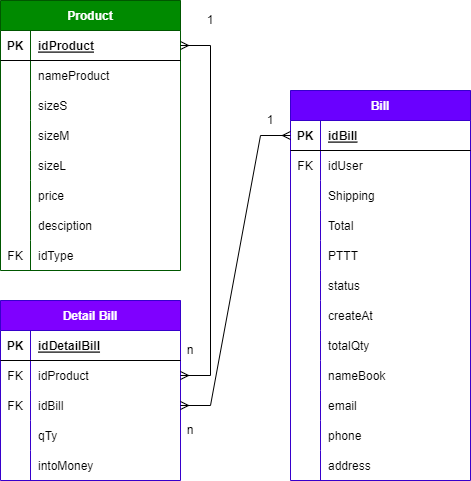 Product
1
PK idProduct
nameProduct
sizeS
sizeM
sizeL
price
desciption
FK idType
Detail Bill
PK idDetailBill
n
FK idProduct
FK idBill
n
qTy
intoMoney
Bill
1
PK idBill
FK idUser
Shipping
Total
PTTT
status
createAt
totalQty
nameBook
email
phone
address